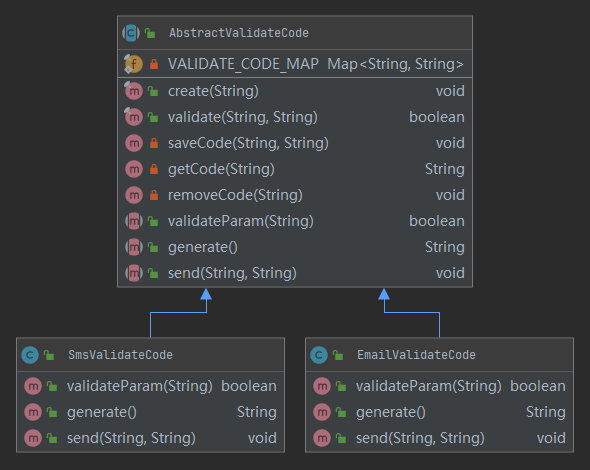 AbstractValidateCode
VALIDATE_CODE_MAP Map<String, String>
create(String) void
validate(String, String) boolean
saveCode(String, String) void
getCode(String) String
removeCode(String) void
validateParam(String) boolean
generate() String
send(String, String) void
SmsValidateCode
validateParam(String) boolean
generate() String
send(String, String) void
EmailValidateCode
validateParam(String) boolean
generate() String
send(String, String) void